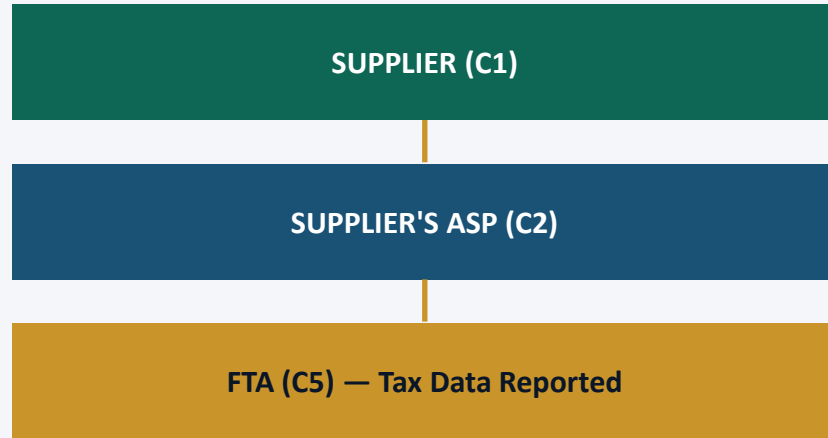 SUPPLIER (C1)
SUPPLIER'S ASP (C2)
FTA (C5) — Tax Data Reported